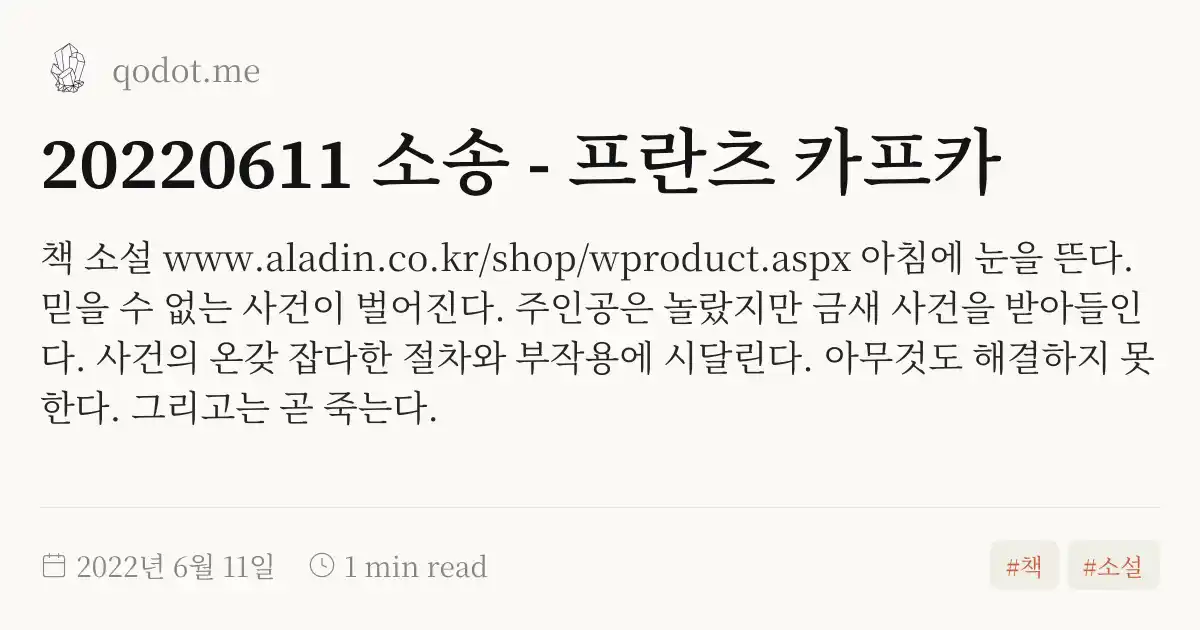 qodot.me
20220611 소송 - 프란츠 카프카
책 소설 www.aladin.co.kr/shop/wproduct.aspx 아침에 눈을 뜬다.
믿을 수 없는 사건이 벌어진다. 주인공은 놀랐지만 금새 사건을 받아들인
다. 사건의 온갖 잡다한 절차와 부작용에 시달린다. 아무것도 해결하지 못
한다. 그리고는 곧 죽는다.
2022년 6월 11일 1 min read #책 #소설